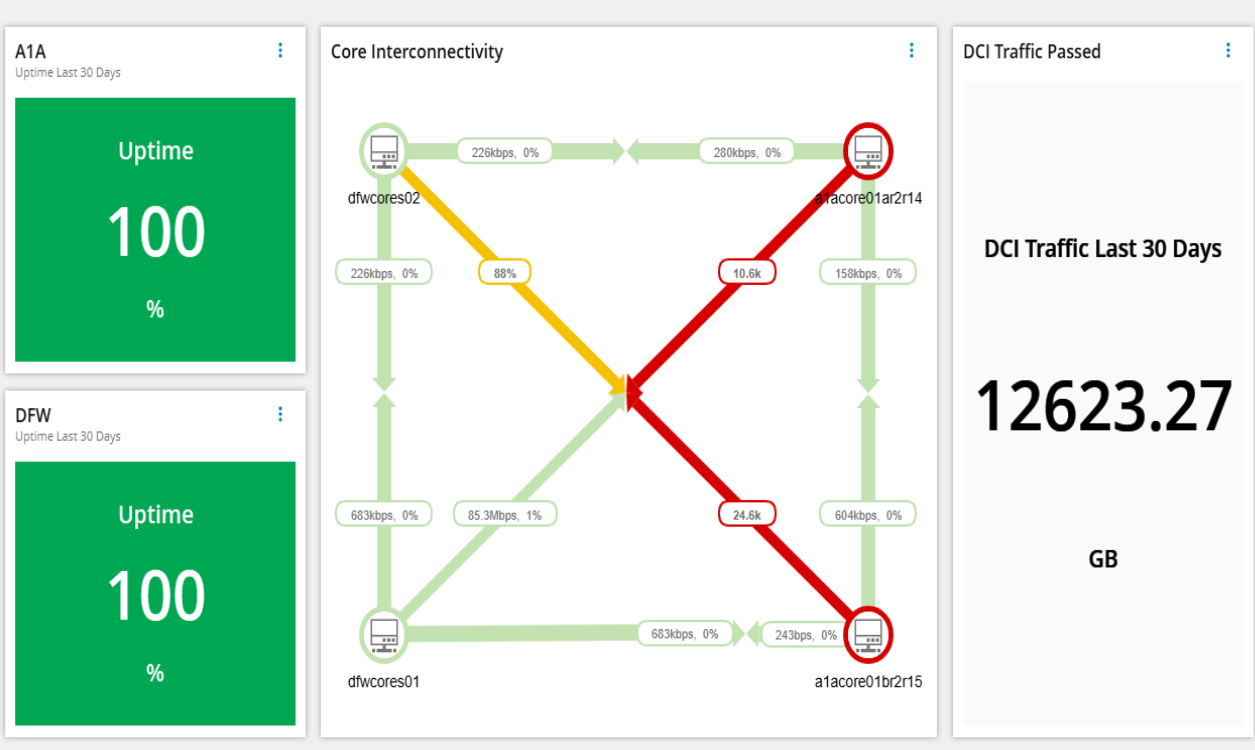 A1A
Uptime Last 30 Days
Uptime
100
%
DFW
Uptime Last 30 Days
Uptime
100
%
Core Interconnectivity
226kbps, 0%
280kbps, 0%
dfwcores02
a1acore01ar2r14
226kbps, 0%
88%
10.6k
158kbps, 0%
683kbps, 0%
85.3Mbps, 1%
24.6k
604kbps, 0%
683kbps, 0%
243bps, 0%
dfwcores01
a1acore01br2r15
DCI Traffic Passed
DCI Traffic Last 30 Days
12623.27
GB